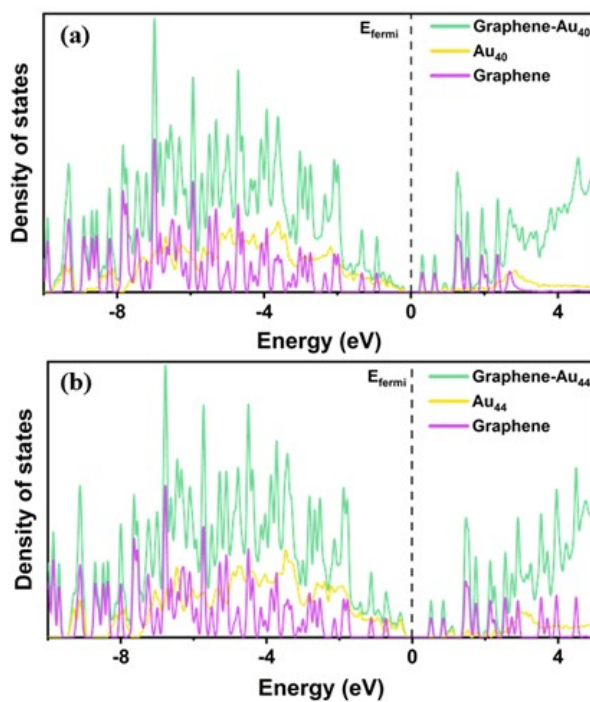 (a)
E_fermi
Graphene-Au₄₀
Au₄₀
Graphene
Density of states
-8 -4 0 4
Energy (eV)
(b)
E_fermi
Graphene-Au₄₄
Au₄₄
Graphene
Density of states
-8 -4 0 4
Energy (eV)